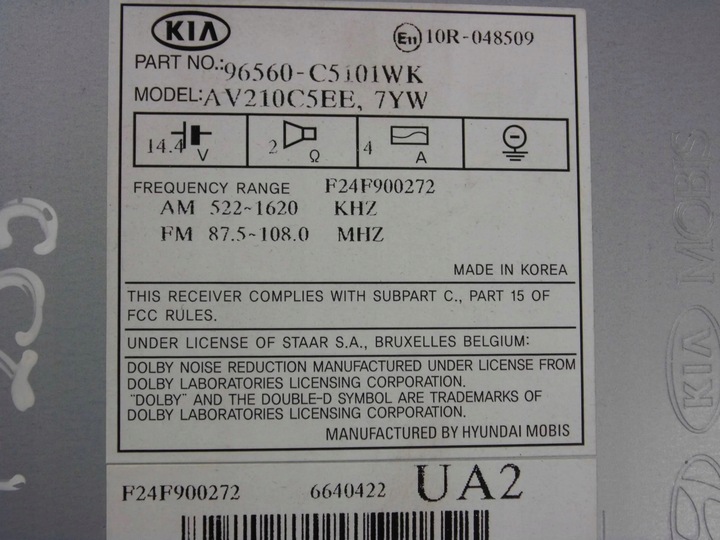 KIA
E11 10R-048509
PART NO.: 96560-C5101WK
MODEL: AV210C5EE, 7YW
14.4 V 2 Ω 4 A
FREQUENCY RANGE F24F900272
AM 522~1620 KHZ
FM 87.5~108.0 MHZ
MADE IN KOREA
THIS RECEIVER COMPLIES WITH SUBPART C., PART 15 OF
FCC RULES.
UNDER LICENSE OF STAAR S.A., BRUXELLES BELGIUM:
DOLBY NOISE REDUCTION MANUFACTURED UNDER LICENSE FROM
DOLBY LABORATORIES LICENSING CORPORATION.
"DOLBY" AND THE DOUBLE-D SYMBOL ARE TRADEMARKS OF
DOLBY LABORATORIES LICENSING CORPORATION.
MANUFACTURED BY HYUNDAI MOBIS
F24F900272 6640422 UA2
MOBIS
KIA